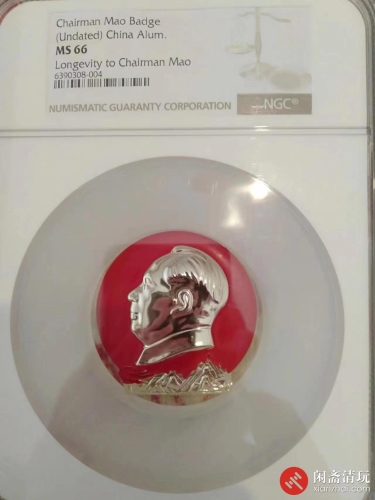 Chairman Mao Badge
(Undated) China Alum.
MS 66
Longevity to Chairman Mao
6390308-004
NUMISMATIC GUARANTY CORPORATION
NGC®
闲斋洁玩